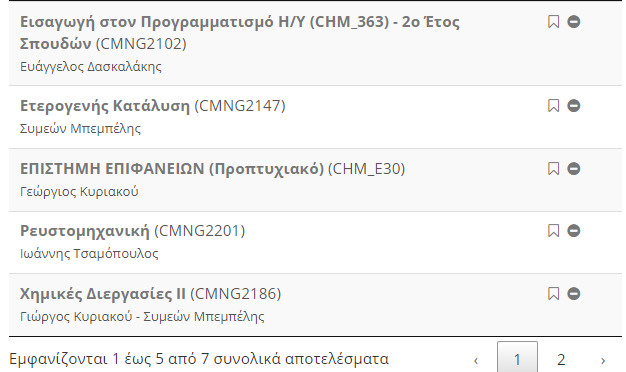 Εισαγωγή στον Προγραμματισμό Η/Υ (CHM_363) - 2ο Έτος
Σπουδών (CMNG2102)
Ευάγγελος Δασκαλάκης
Ετερογενής Κατάλυση (CMNG2147)
Συμεών Μπεμπέλης
ΕΠΙΣΤΗΜΗ ΕΠΙΦΑΝΕΙΩΝ (Προπτυχιακό) (CHM_E30)
Γεώργιος Κυριακού
Ρευστομηχανική (CMNG2201)
Ιωάννης Τσαμόπουλος
Χημικές Διεργασίες ΙΙ (CMNG2186)
Γιώργος Κυριακού - Συμεών Μπεμπέλης
Εμφανίζονται 1 έως 5 από 7 συνολικά αποτελέσματα ‹ 1 2 ›